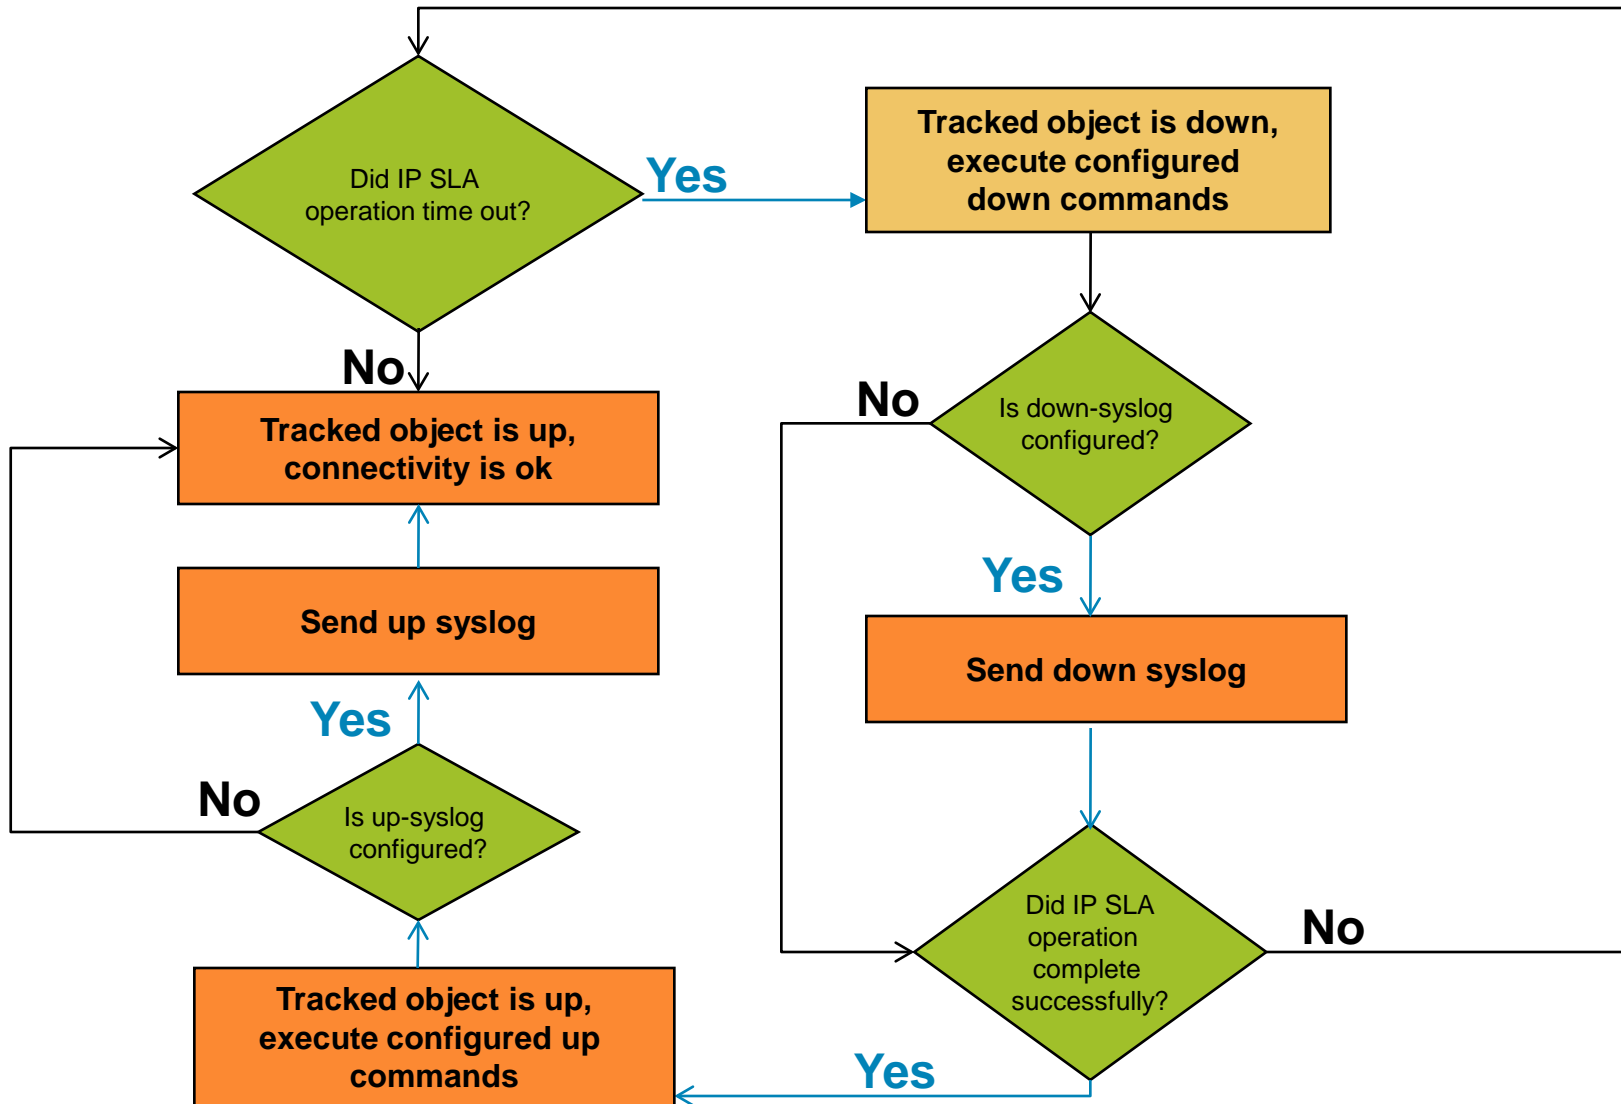 Did IP SLA
operation time out?
Yes
Tracked object is down,
execute configured
down commands
No
Tracked object is up,
connectivity is ok
No
Is down-syslog
configured?
Yes
Send up syslog
Send down syslog
Yes
No
Is up-syslog
configured?
Did IP SLA
operation
complete
successfully?
No
Tracked object is up,
execute configured up
commands
Yes